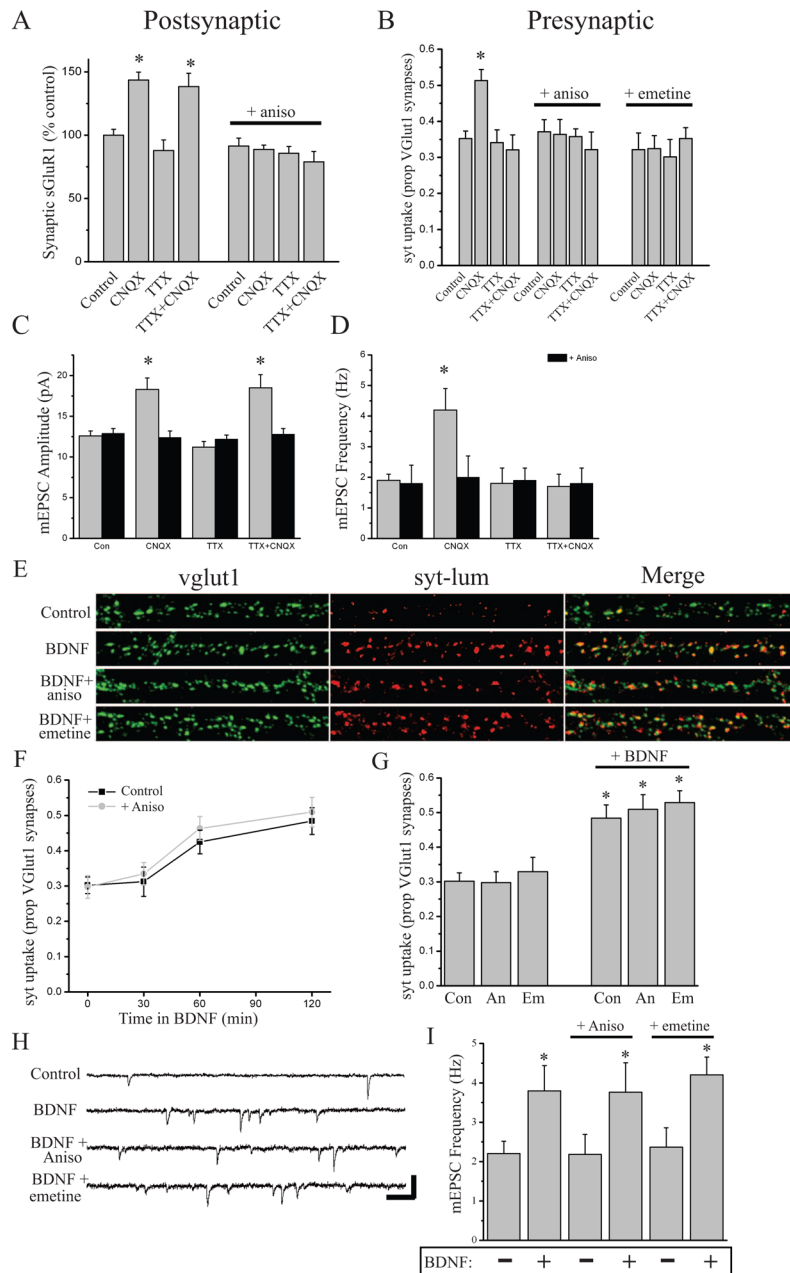 A Postsynaptic
Synaptic sGluR1 (% control)
150
100
50
0
*
*
+ aniso
Control
CNQX
TTX
TTX+CNQX
Control
CNQX
TTX
TTX+CNQX
B Presynaptic
syt uptake (prop VGlut1 synapses)
0.6
0.5
0.4
0.3
0.2
0.1
0.0
*
+ aniso
+ emetine
Control
CNQX
TTX
TTX+CNQX
Control
CNQX
TTX
TTX+CNQX
Control
CNQX
TTX
TTX+CNQX
C
mEPSC Amplitude (pA)
20
15
10
5
0
*
*
Con
CNQX
TTX
TTX+CNQX
D
mEPSC Frequency (Hz)
6
5
4
3
2
1
0
*
+ Aniso
Con
CNQX
TTX
TTX+CNQX
E
vglut1
syt-lum
Merge
Control
BDNF
BDNF+
aniso
BDNF+
emetine
F
syt uptake (prop VGlut1 synapses)
0.6
0.5
0.4
0.3
0.2
0.1
0.0
Control
+ Aniso
0
30
60
90
120
Time in BDNF (min)
G
syt uptake (prop VGlut1 synapses)
0.6
0.5
0.4
0.3
0.2
0.1
0.0
+ BDNF
*
*
*
Con
An
Em
Con
An
Em
H
Control
BDNF
BDNF +
Aniso
BDNF +
emetine
I
mEPSC Frequency (Hz)
6
5
4
3
2
1
0
+ Aniso
+ emetine
*
*
*
BDNF: − + − + − +